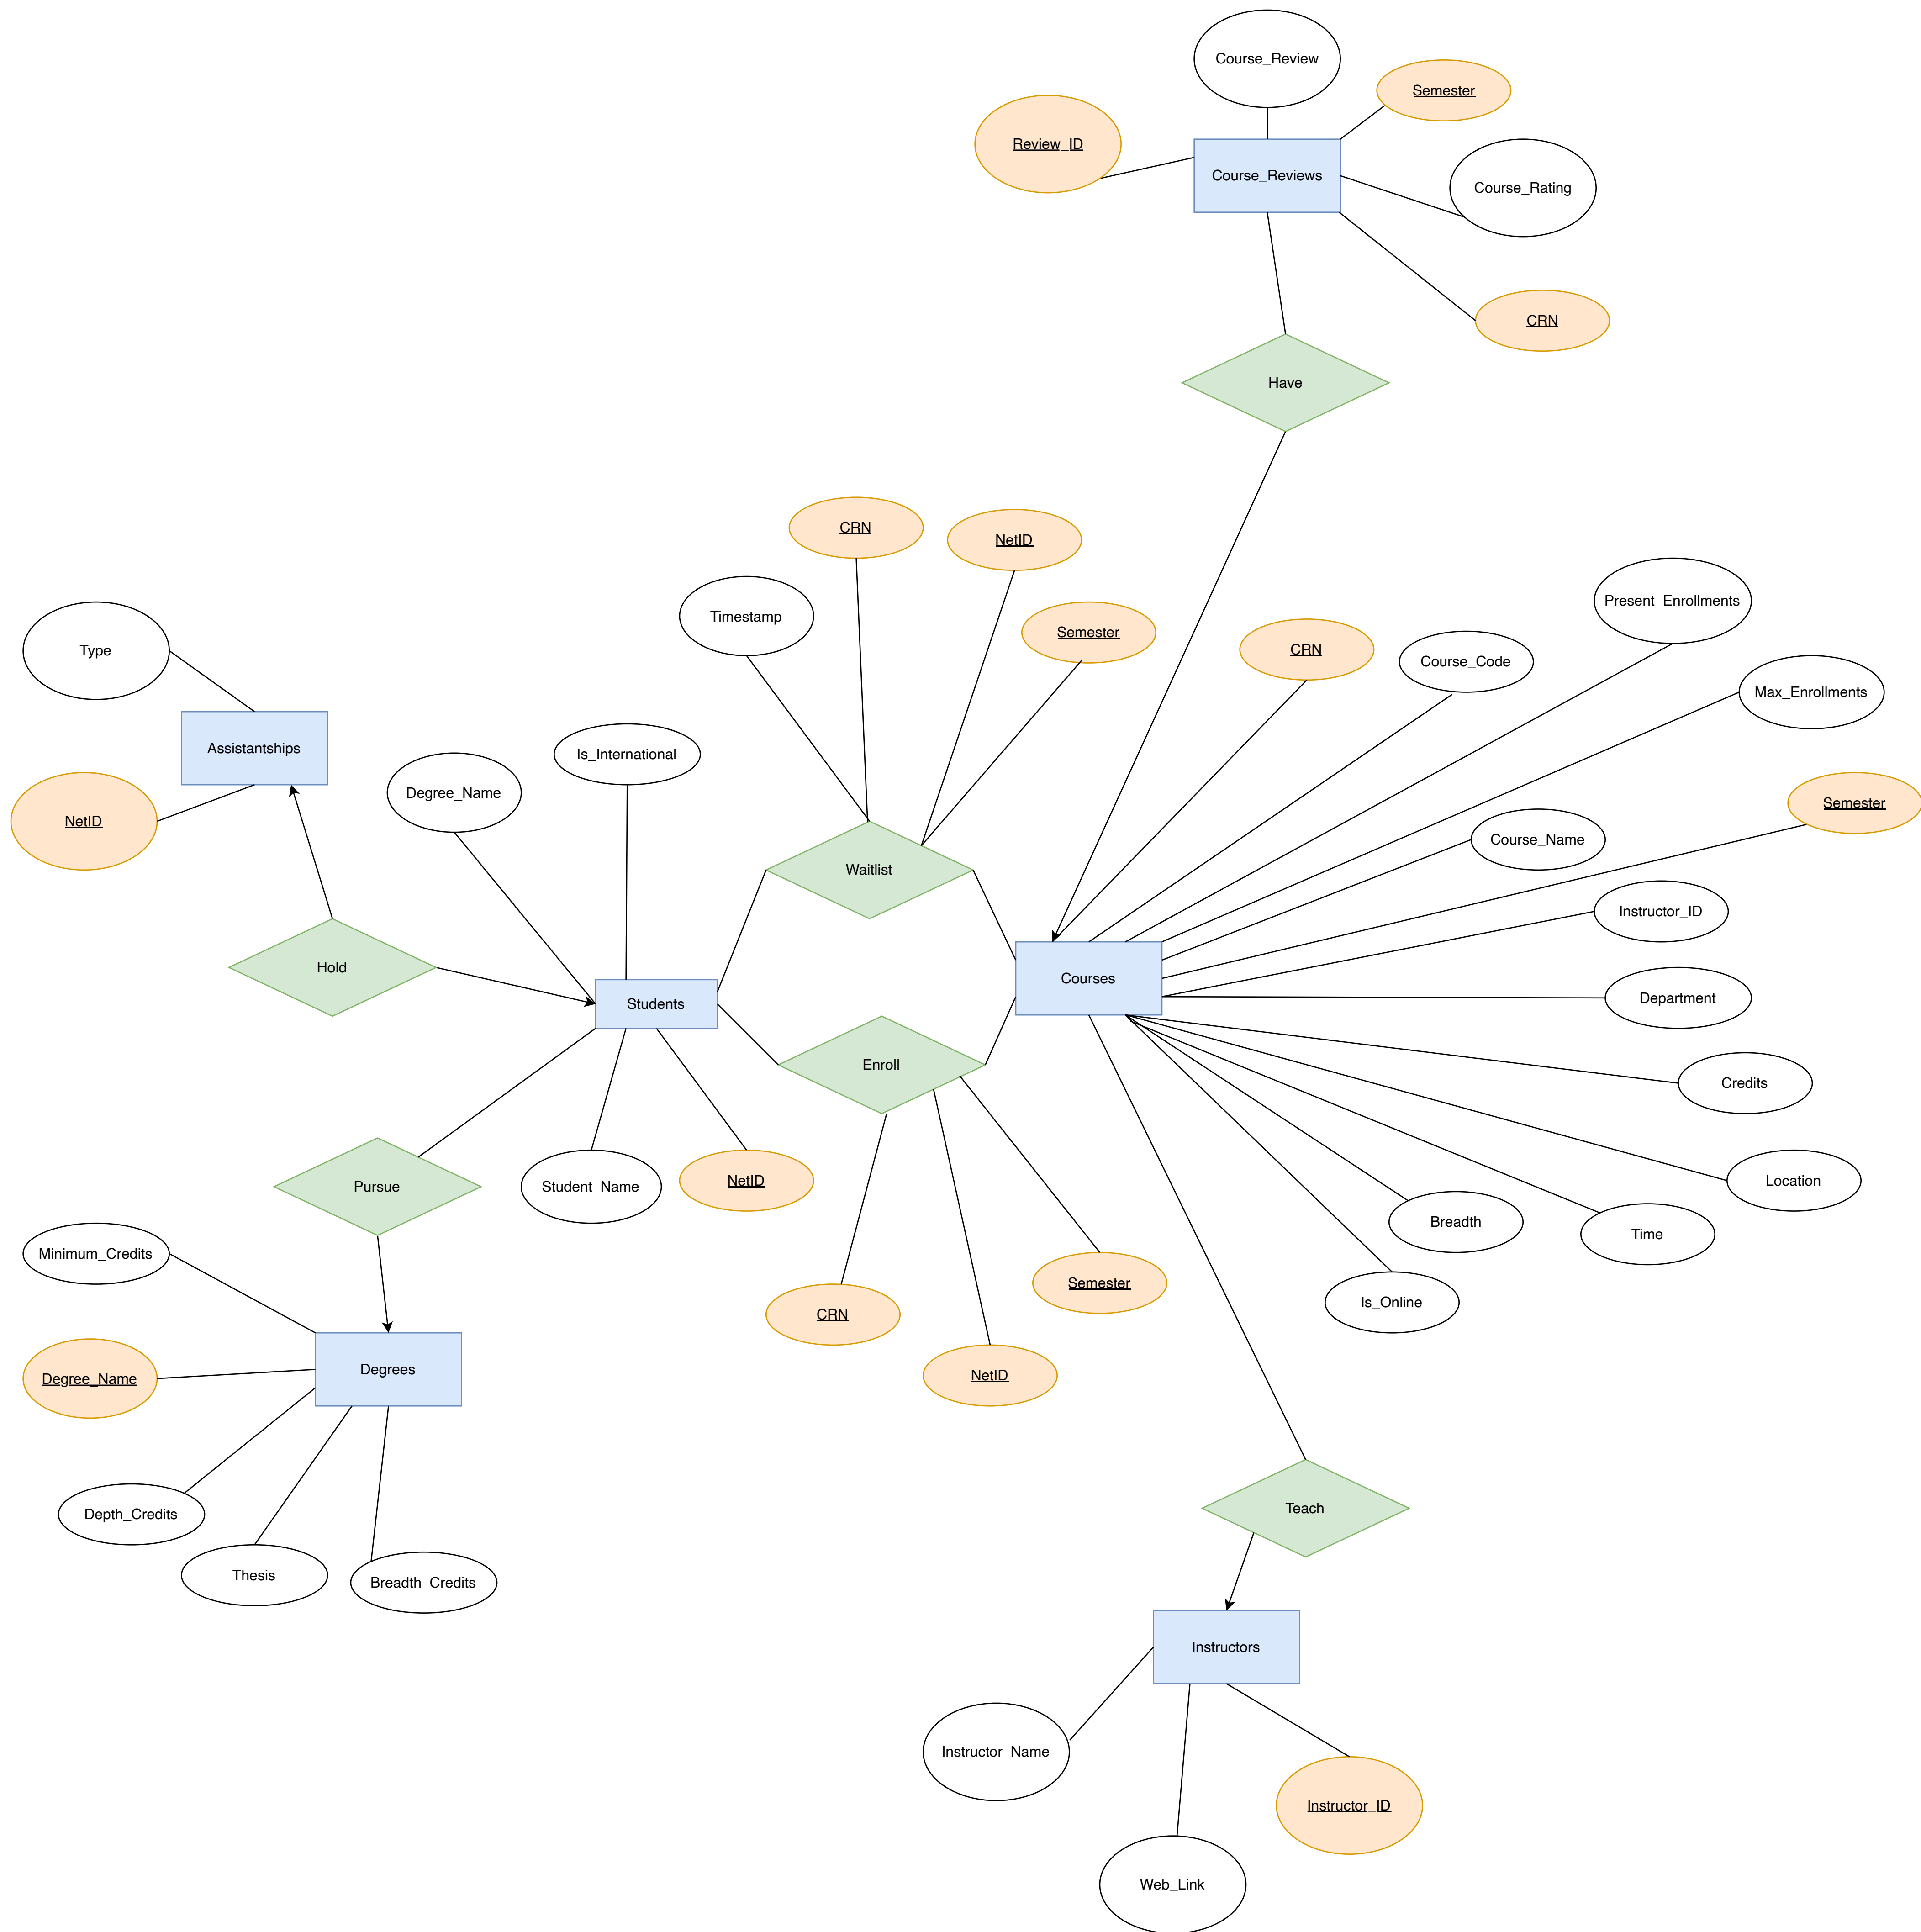 Course_Review
Semester
Review_ID
Course_Reviews
Course_Rating
CRN
Have
CRN
NetID
Timestamp
Semester
CRN
Course_Code
Present_Enrollments
Max_Enrollments
Type
Assistantships
NetID
Degree_Name
Is_International
Semester
Course_Name
Waitlist
Instructor_ID
Hold
Students
Courses
Department
Enroll
Credits
Pursue
Student_Name
NetID
Location
Breadth
Time
Minimum_Credits
Semester
CRN
Is_Online
Degree_Name
Degrees
NetID
Depth_Credits
Thesis
Breadth_Credits
Teach
Instructors
Instructor_Name
Instructor_ID
Web_Link